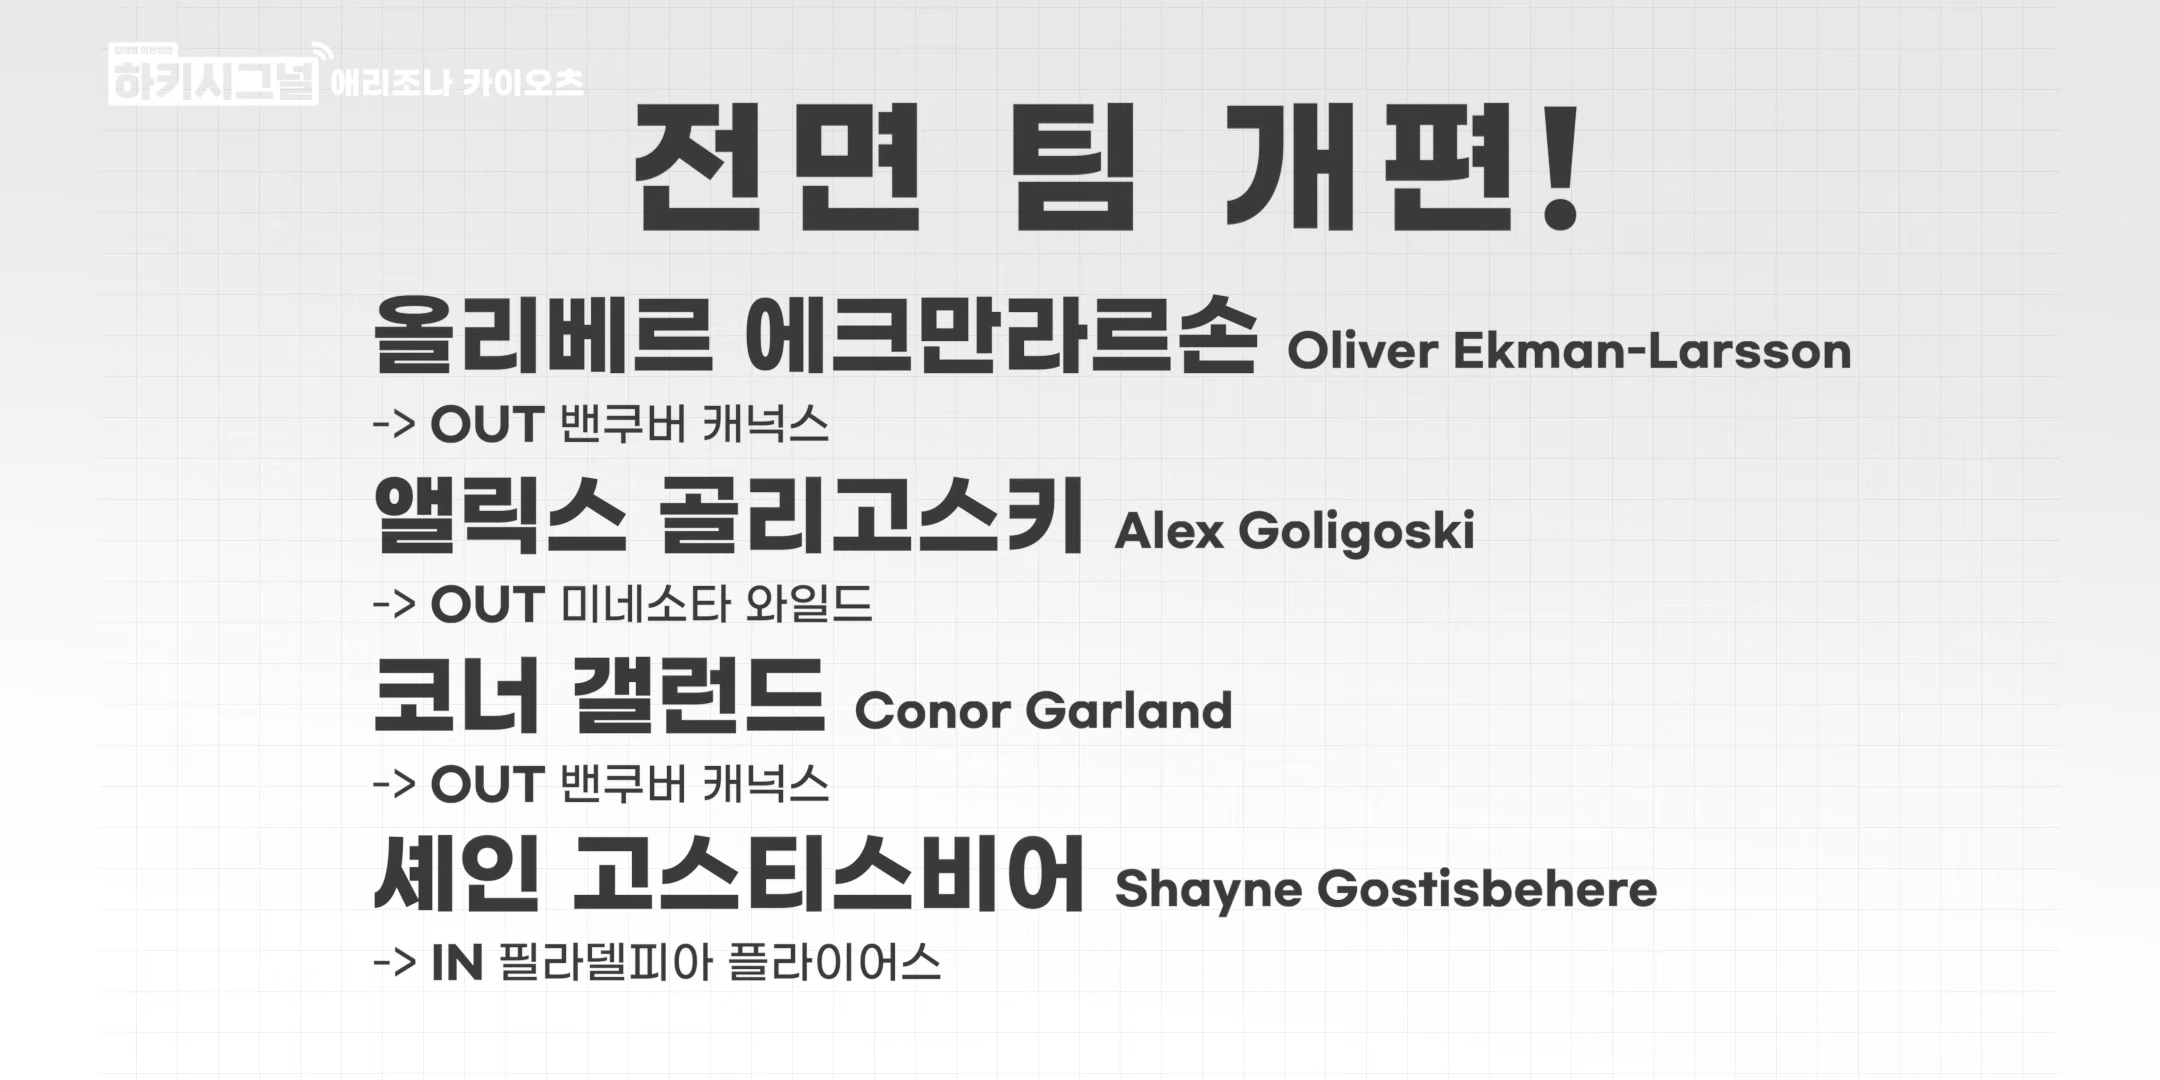 하키시그널 애리조나 카이오츠
전면 팀 개편!
올리베르 에크만라르손 Oliver Ekman-Larsson
-> OUT 밴쿠버 캐넉스
앨릭스 골리고스키 Alex Goligoski
-> OUT 미네소타 와일드
코너 갤런드 Conor Garland
-> OUT 밴쿠버 캐넉스
셰인 고스티스비어 Shayne Gostisbehere
-> IN 필라델피아 플라이어스